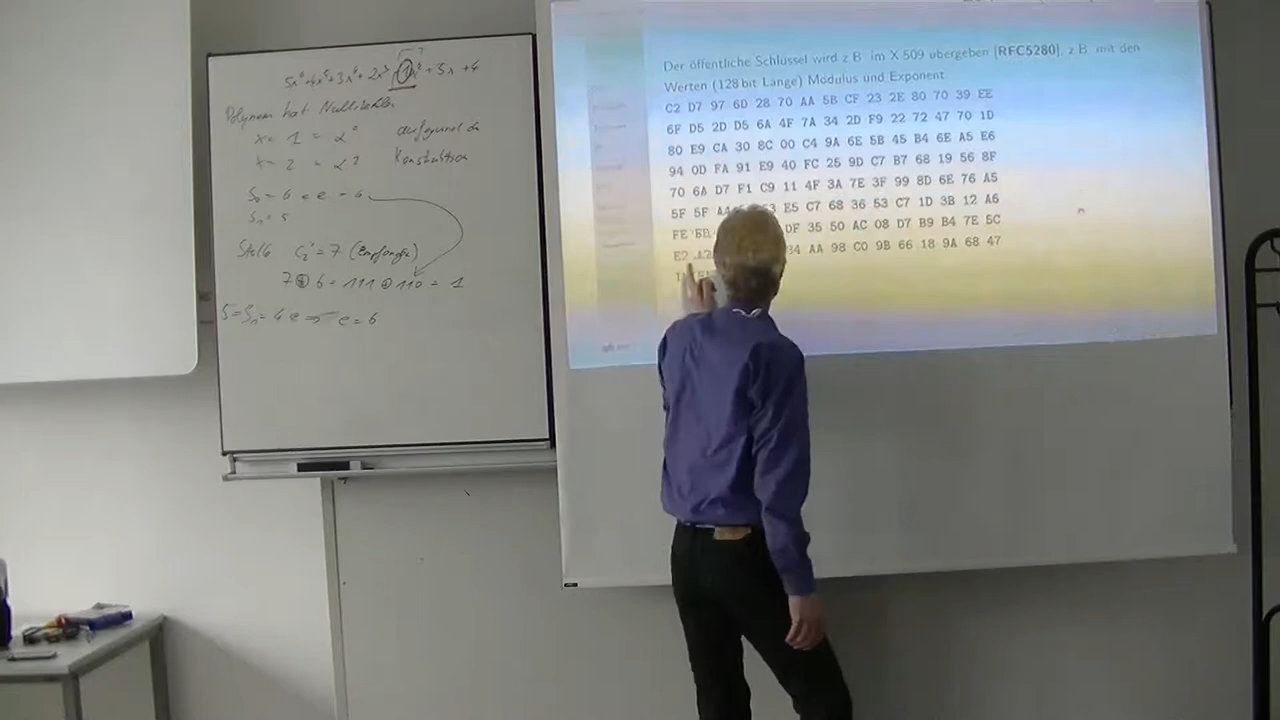 5x⁶+4x⁵+3x⁴+2x³+1x²+3x+4
Polynom hat Nullstellen
x = 1 = α⁰ aufgrund der
x = 2 = α² Konstruktion
S₀ = 6 = e = 6
S₁ = 5
Stelle C₂' = 7 (Empfangen)
7 ⊕ 6 = 111 ⊕ 110 = 1
5 = S₁ = 4 e ⇒ e = 6
Der öffentliche Schlüssel wird z B im X 509 übergeben [RFC5280], z B mit den
Werten (128 bit Länge) Modulus und Exponent
C2 D7 97 6D 28 70 AA 5B CF 23 2E 80 70 39 EE
6F D5 2D D5 6A 4F 7A 34 2D F9 22 72 47 70 1D
80 E9 CA 30 8C 00 C4 9A 6E 5B 45 B4 6E A5 E6
94 0D FA 91 E9 40 FC 25 9D C7 B7 68 19 56 8F
70 6A D7 F1 C9 11 4F 3A 7E 3F 99 8D 6E 76 A5
5F 5F A4 53 E5 C7 68 36 53 C7 1D 3B 12 A6
FE DF 35 50 AC 08 D7 B9 B4 7E 5C
E2 34 AA 98 C0 9B 66 18 9A 68 47